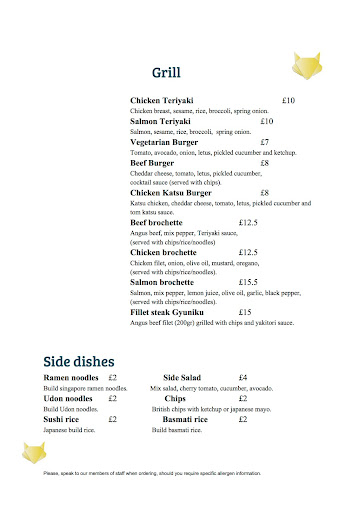 Grill
Chicken Teriyaki £10
Chicken breast, sesame, rice, broccoli, spring onion.
Salmon Teriyaki £10
Salmon, sesame, rice, broccoli, spring onion.
Vegetarian Burger £7
Tomato, avocado, onion, letus, pickled cucumber and ketchup.
Beef Burger £8
Cheddar cheese, tomato, letus, pickled cucumber,
cocktail sauce (served with chips).
Chicken Katsu Burger £8
Katsu chicken, cheddar cheese, tomato, letus, pickled cucumber and
tom katsu sauce.
Beef brochette £12.5
Angus beef, mix pepper, Teriyaki sauce,
(served with chips/rice/noodles)
Chicken brochette £12.5
Chicken filet, onion, olive oil, mustard, oregano,
(served with chips/rice/noodles).
Salmon brochette £15.5
Salmon, mix pepper, lemon juice, olive oil, garlic, black pepper,
(served with chips/rice/noodles).
Fillet steak Gyuniku £15
Angus beef filet (200gr) grilled with chips and yakitori sauce.
Side dishes
Ramen noodles £2 Side Salad £4
Build singapore ramen noodles. Mix salad, cherry tomato, cucumber, avocado.
Udon noodles £2 Chips £2
Build Udon noodles. British chips with ketchup or japanese mayo.
Sushi rice £2 Basmati rice £2
Japanese build rice. Build basmati rice.
Please, speak to our members of staff when ordering, should you require specific allergen information.